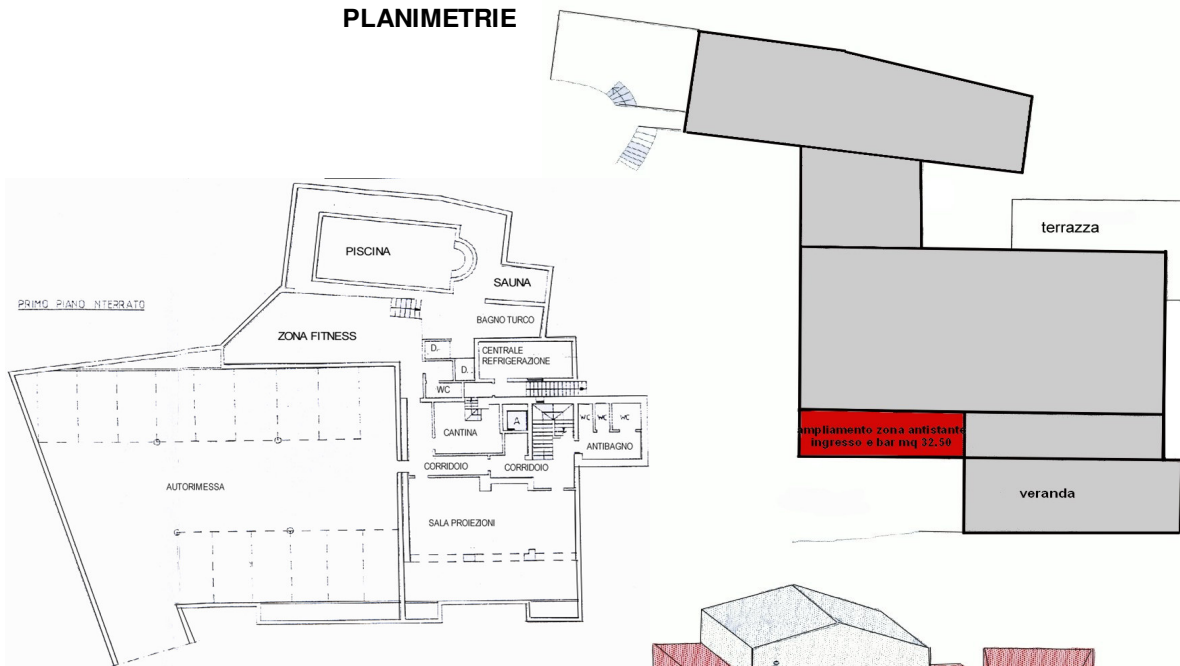 PLANIMETRIE
terrazza
ampliamento zona antistante
ingresso e bar mq 32.50
veranda
PRIMO PIANO NTERRATO
PISCINA
SAUNA
BAGNO TURCO
ZONA FITNESS
D.
CENTRALE
REFRIGERAZIONE
D.
WC
A
WC
WC
WC
CANTINA
ANTIBAGNO
CORRIDOIO
CORRIDOIO
AUTORIMESSA
SALA PROIEZIONI